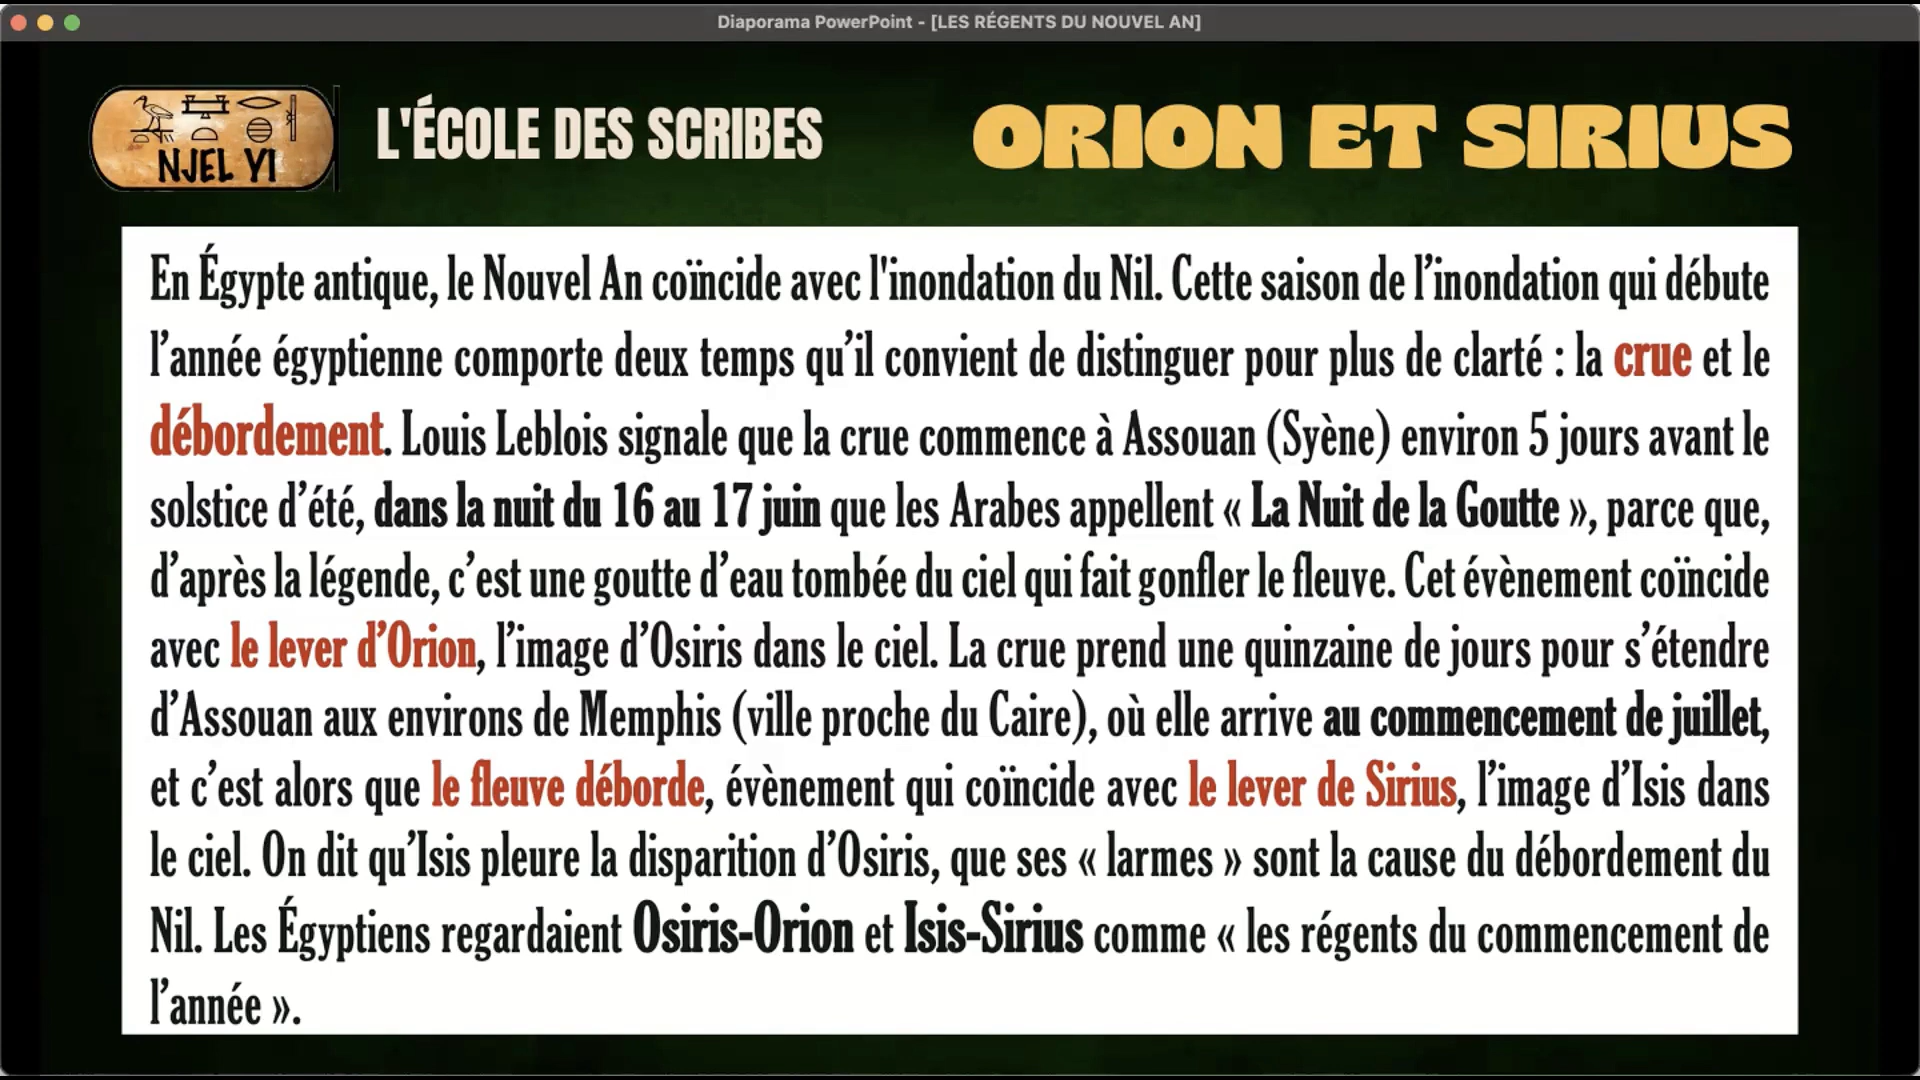 Diaporama PowerPoint - [LES RÉGENTS DU NOUVEL AN]
NJEL YI
L'ÉCOLE DES SCRIBES
ORION ET SIRIUS
En Égypte antique, le Nouvel An coïncide avec l'inondation du Nil. Cette saison de l’inondation qui débute
l’année égyptienne comporte deux temps qu’il convient de distinguer pour plus de clarté : la crue et le
débordement. Louis Leblois signale que la crue commence à Assouan (Syène) environ 5 jours avant le
solstice d’été, dans la nuit du 16 au 17 juin que les Arabes appellent « La Nuit de la Goutte », parce que,
d’après la légende, c’est une goutte d’eau tombée du ciel qui fait gonfler le fleuve. Cet évènement coïncide
avec le lever d’Orion, l’image d’Osiris dans le ciel. La crue prend une quinzaine de jours pour s’étendre
d’Assouan aux environs de Memphis (ville proche du Caire), où elle arrive au commencement de juillet,
et c’est alors que le fleuve déborde, évènement qui coïncide avec le lever de Sirius, l’image d’Isis dans
le ciel. On dit qu’Isis pleure la disparition d’Osiris, que ses « larmes » sont la cause du débordement du
Nil. Les Égyptiens regardaient Osiris-Orion et Isis-Sirius comme « les régents du commencement de
l’année ».